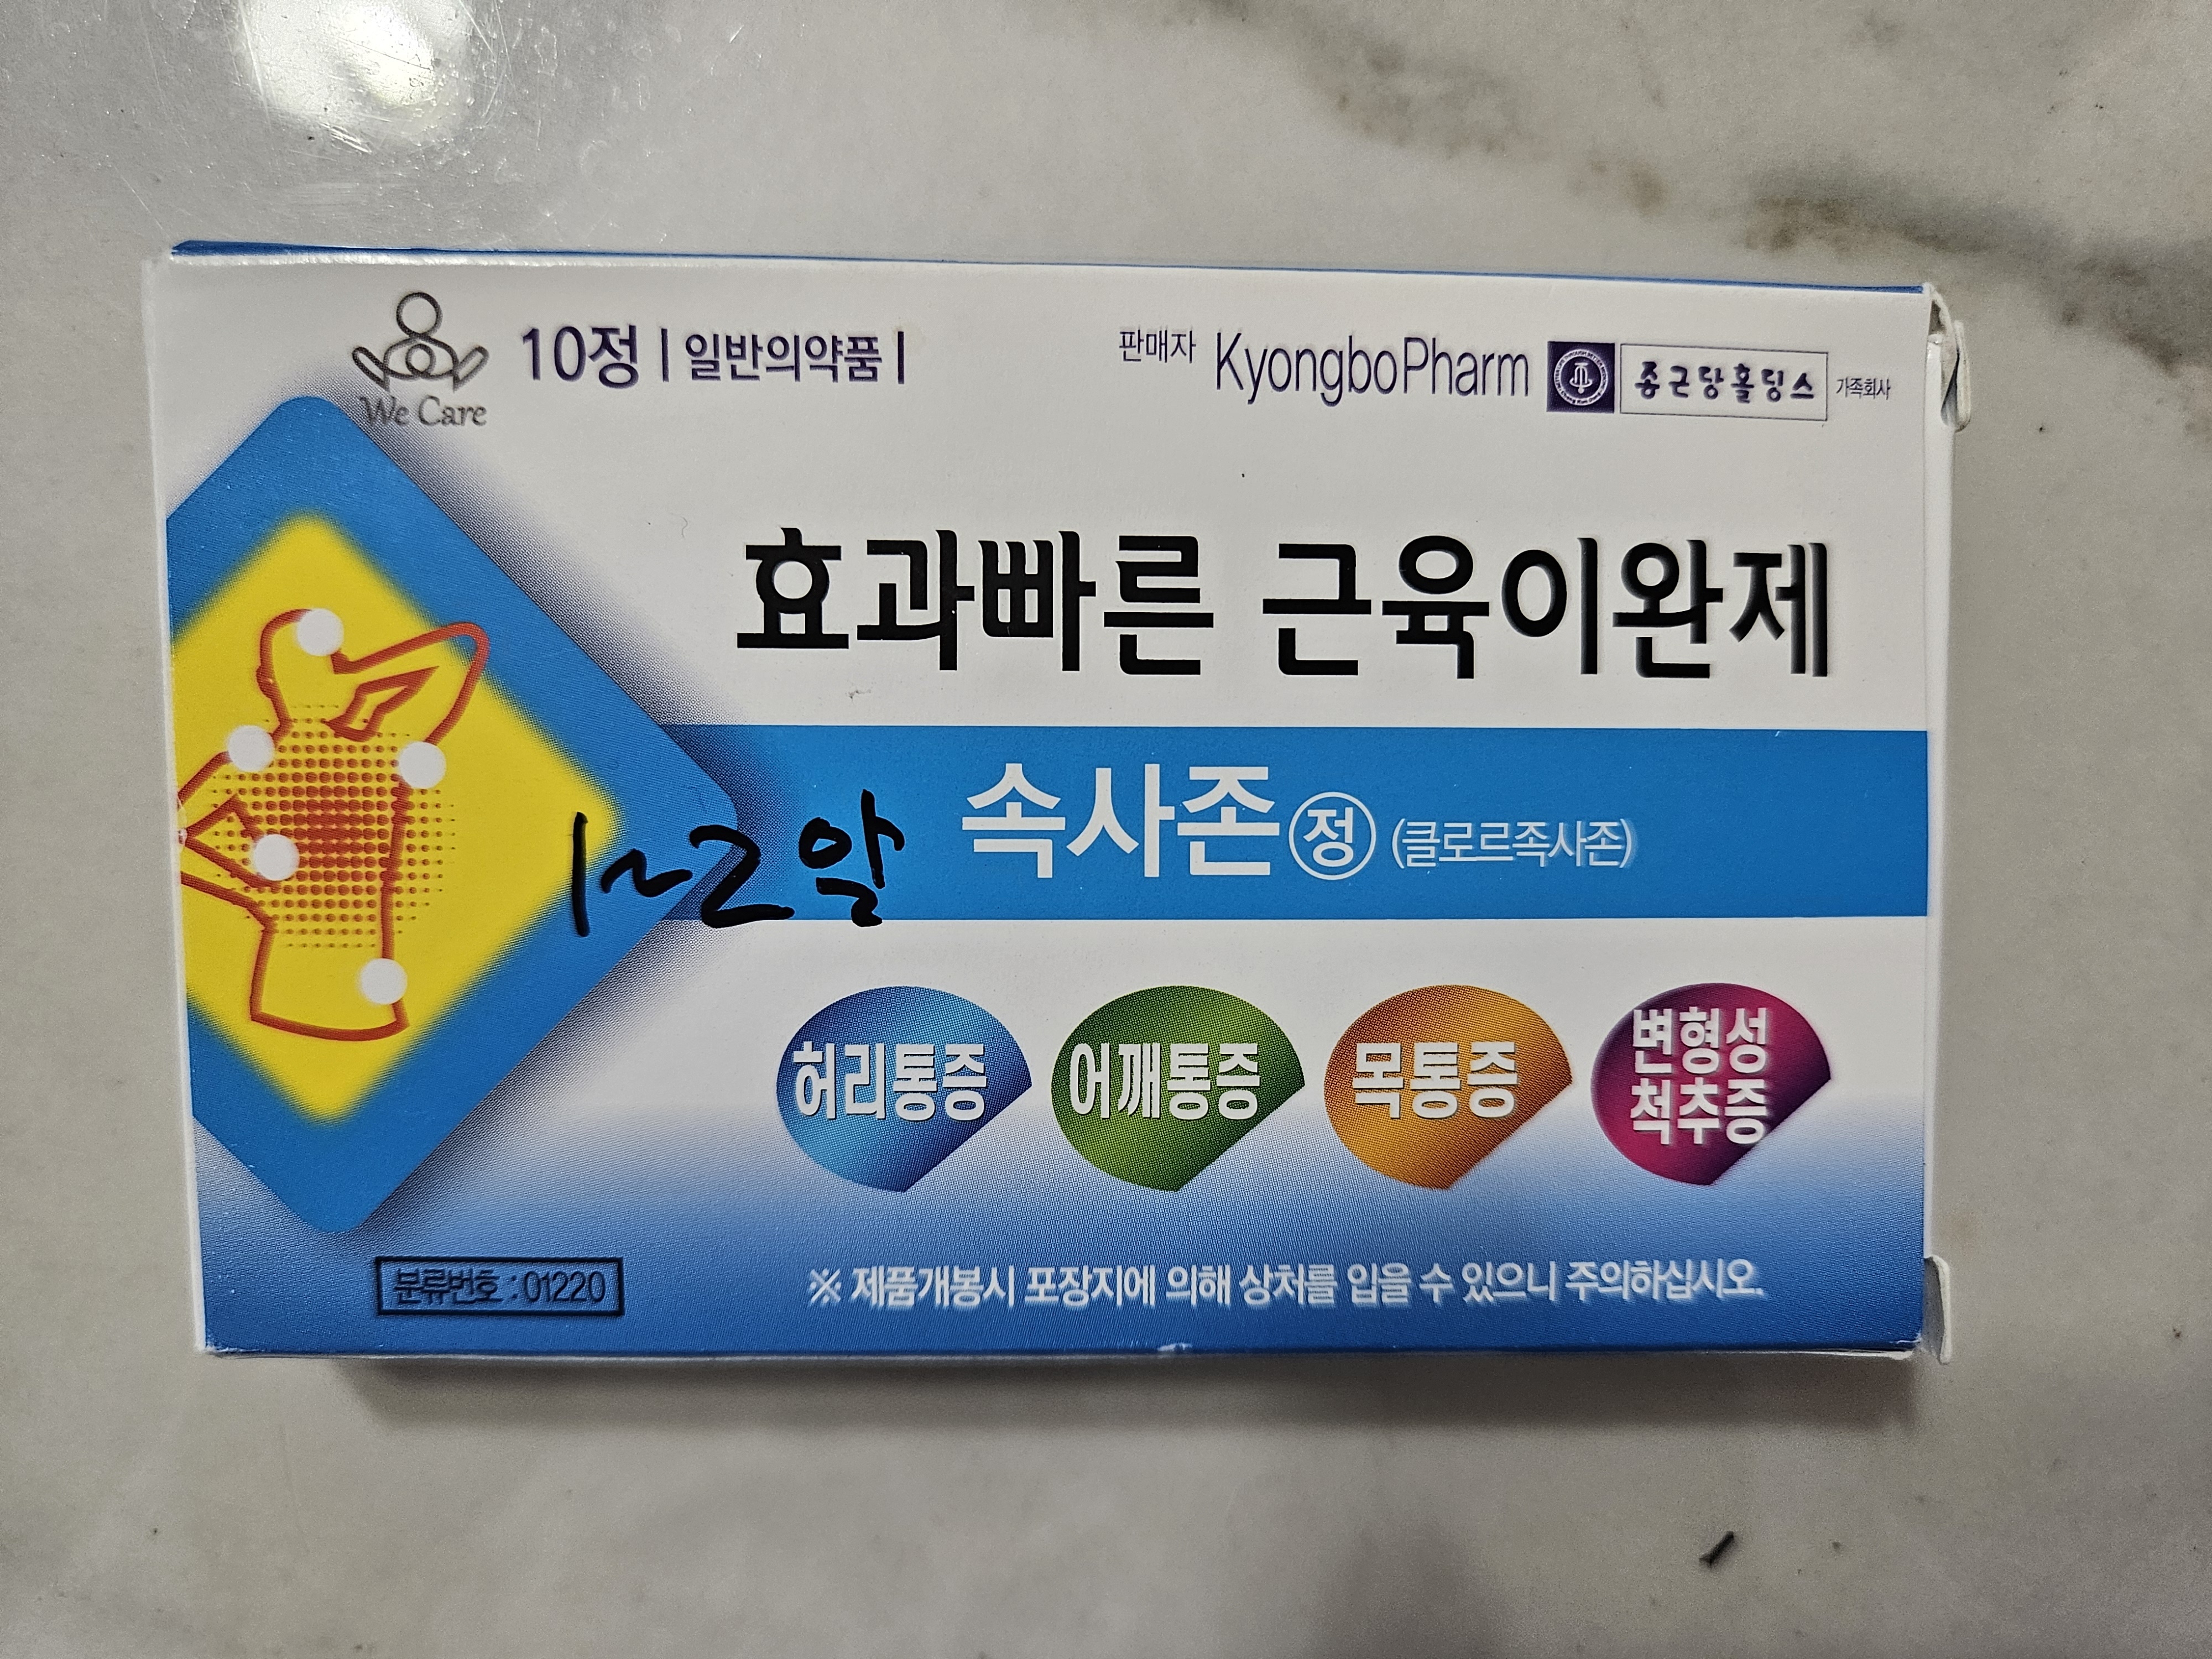 We Care
10정 | 일반의약품 |
판매자 KyongboPharm 종근당홀딩스 가족회사
효과빠른 근육이완제
속사존 정 (클로르족사존)
1~2알
허리통증
어깨통증
목통증
변형성
척추증
분류번호 : 01220
※ 제품개봉시 포장지에 의해 상처를 입을 수 있으니 주의하십시오.